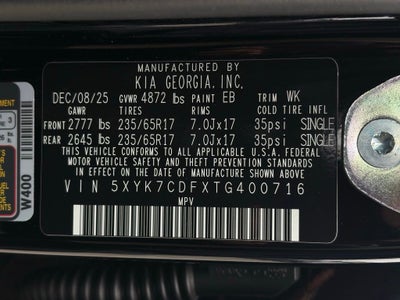 MANUFACTURED BY
KIA GEORGIA, INC.
DEC/08/25 GVWR 4872 lbs PAINT EB TRIM WK
GAWR TIRES RIMS COLD TIRE INFL
FRONT 2777 lbs 235/65R17 7.0Jx17 35psi SINGLE
REAR 2645 lbs 235/65R17 7.0Jx17 35psi SINGLE
THIS VEHICLE CONFORMS TO ALL APPLICABLE U.S. FEDERAL
MOTOR VEHICLE SAFETY, BUMPER, AND THEFT PREVENTION
STANDARDS IN EFFECT ON THE DATE OF MANUFACTURE SHOWN ABOVE.
VIN 5XYK7CDFXTG400716
MPV
W400